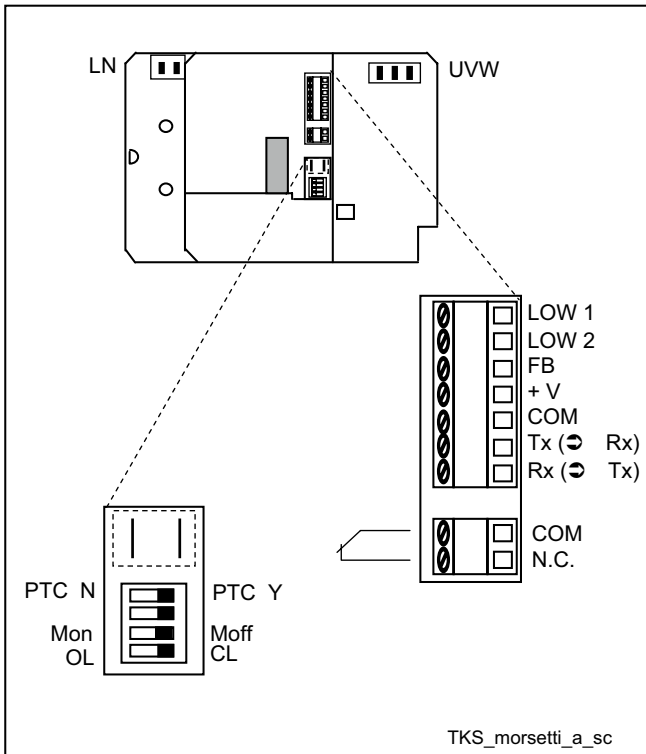 LN
UVW
LOW 1
LOW 2
FB
+ V
COM
Tx (➲ Rx)
Rx (➲ Tx)
COM
N.C.
PTC N
PTC Y
Mon
Moff
OL
CL
TKS_morsetti_a_sc